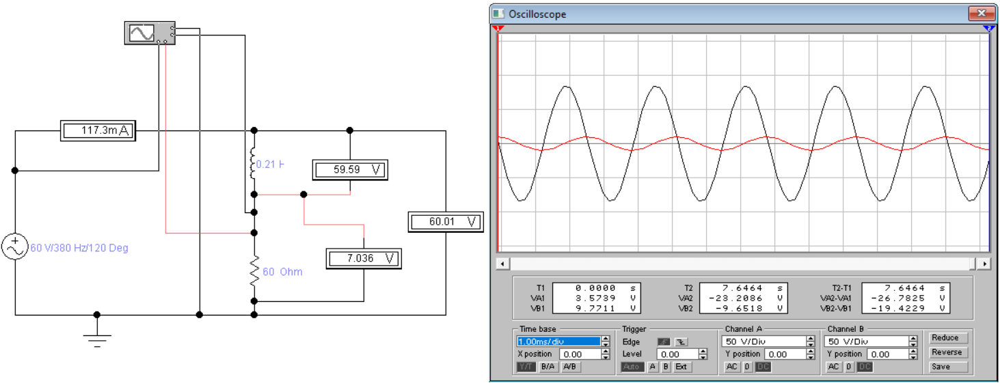 117.3m A
0.21 H
59.59 V
60.01 V
7.036 V
60 V/380 Hz/120 Deg
60 Ohm
Oscilloscope
1
2
T1 0.0000 s
VA1 3.5739 V
VB1 9.7711 V
T2 7.6464 s
VA2 -23.2086 V
VB2 -9.6518 V
T2-T1 7.6464 s
VA2-VA1 -26.7825 V
VB2-VB1 -19.4229 V
Time base
1.00ms/div
X position 0.00
Y/T B/A A/B
Trigger
Edge
Level 0.00
Auto A B Ext
Channel A
50 V/Div
Y position 0.00
AC 0 DC
Channel B
50 V/Div
Y position 0.00
AC 0 DC
Reduce
Reverse
Save